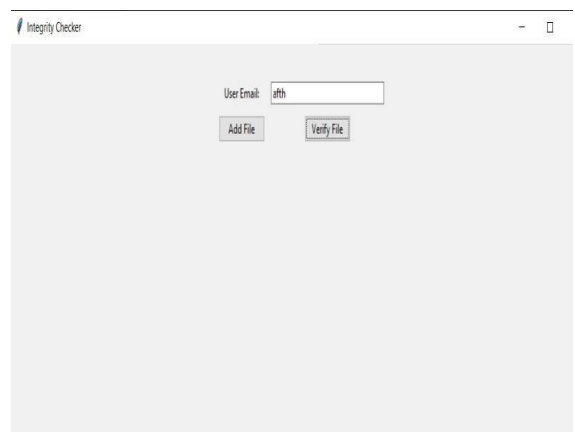 Integrity Checker
User Email: afth
Add File Verify File